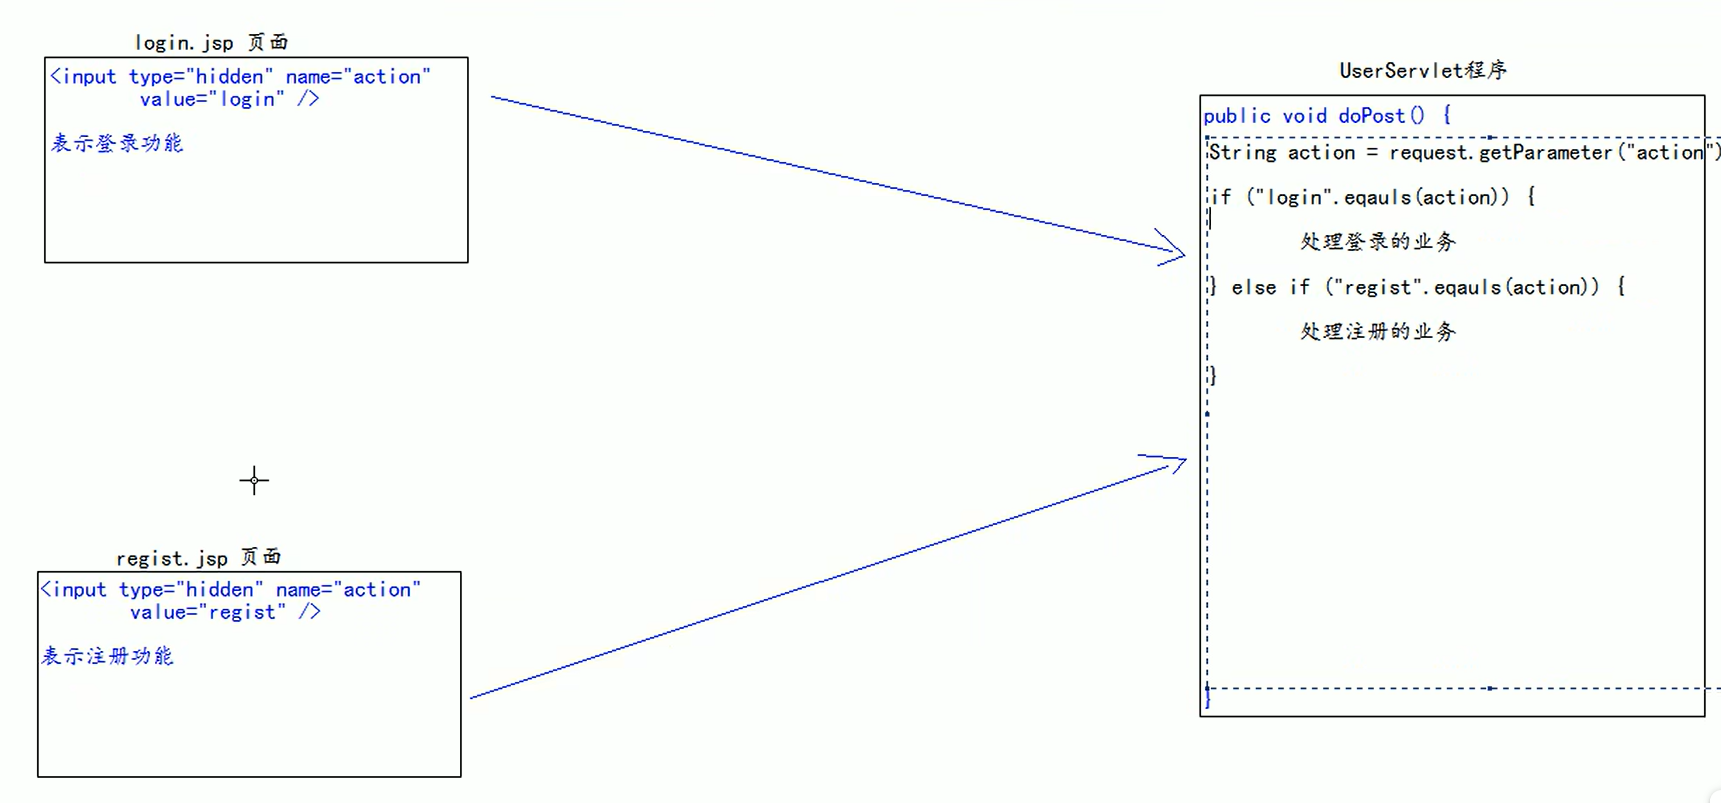 login.jsp 页面
<input type="hidden" name="action"
value="login" />
表示登录功能
regist.jsp 页面
<input type="hidden" name="action"
value="regist" />
表示注册功能
UserServlet程序
public void doPost() {
String action = request.getParameter("action")
if ("login".eqauls(action)) {
处理登录的业务
} else if ("regist".eqauls(action)) {
处理注册的业务
}
}